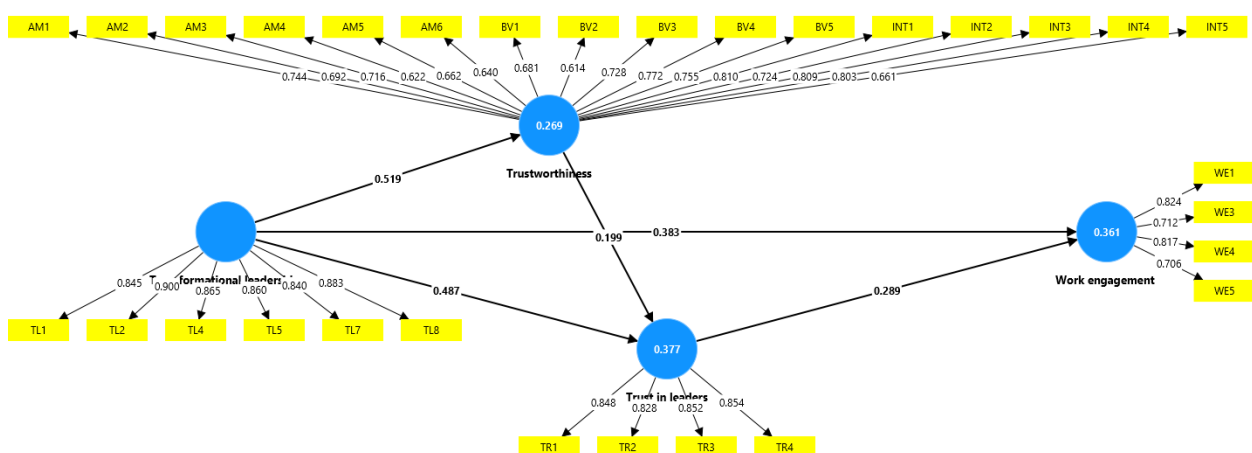 AM1 AM2 AM3 AM4 AM5 AM6 BV1 BV2 BV3 BV4 BV5 INT1 INT2 INT3 INT4 INT5
0.744 0.692 0.716 0.622 0.662 0.640 0.681 0.614 0.728 0.772 0.755 0.810 0.724 0.809 0.803 0.661
0.269
Trustworthiness
0.519
WE1
0.824
WE3
0.712
0.199
0.383
0.361
WE4
0.817
0.706
Work engagement
WE5
0.845 0.900 0.865 0.860 0.840 0.883
0.487
0.289
TL1 TL2 TL4 TL5 TL7 TL8
0.377
Trust in leaders
0.848 0.828 0.852 0.854
TR1 TR2 TR3 TR4